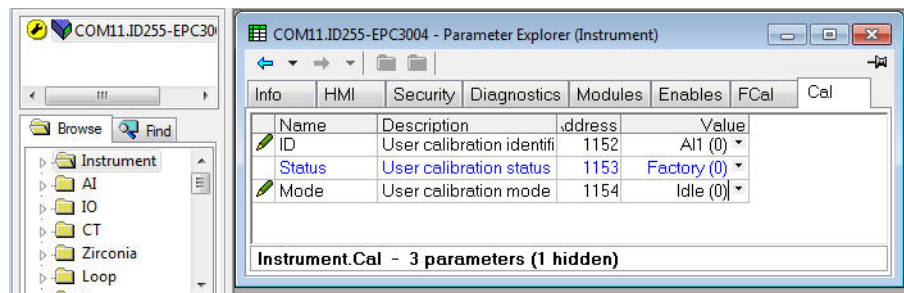 COM11.ID255-EPC30
Browse
Find
Instrument
AI
IO
CT
Zirconia
Loop
COM11.ID255-EPC3004 - Parameter Explorer (Instrument)
Info HMI Security Diagnostics Modules Enables FCal Cal
Name Description ddress Value
ID User calibration identifi 1152 AI1 (0)
Status User calibration status 1153 Factory (0)
Mode User calibration mode 1154 Idle (0)
Instrument.Cal - 3 parameters (1 hidden)